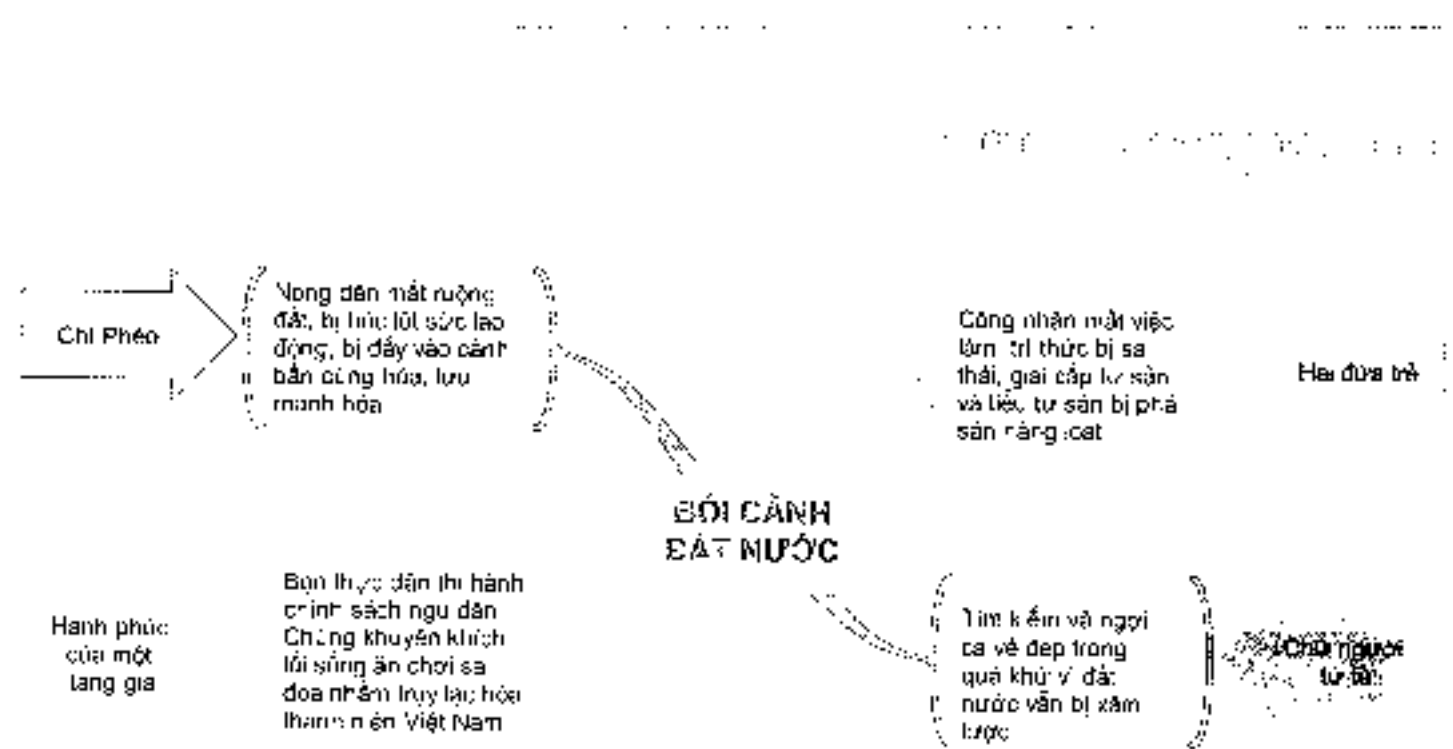 Chí Phèo
Nông dân mất ruộng
đất, bị bóc lột sức lao
động, bị đẩy vào cảnh
bần cùng hóa, lưu
manh hóa
Công nhân mất việc
làm, trí thức bị sa
thải, giai cấp tư sản
và tiểu tư sản bị phá
sản hàng loạt
Hai đứa trẻ
BỐI CẢNH
ĐẤT NƯỚC
Hạnh phúc
của một
tang gia
Bọn thực dân thi hành
chính sách ngu dân
Chúng khuyến khích
lối sống ăn chơi sa
đọa nhằm trụy lạc hóa
thanh niên Việt Nam
Tìm kiếm và ngợi
ca vẻ đẹp trong
quá khứ vì đất
nước vẫn bị xâm
lược
Chữ người
tử tù